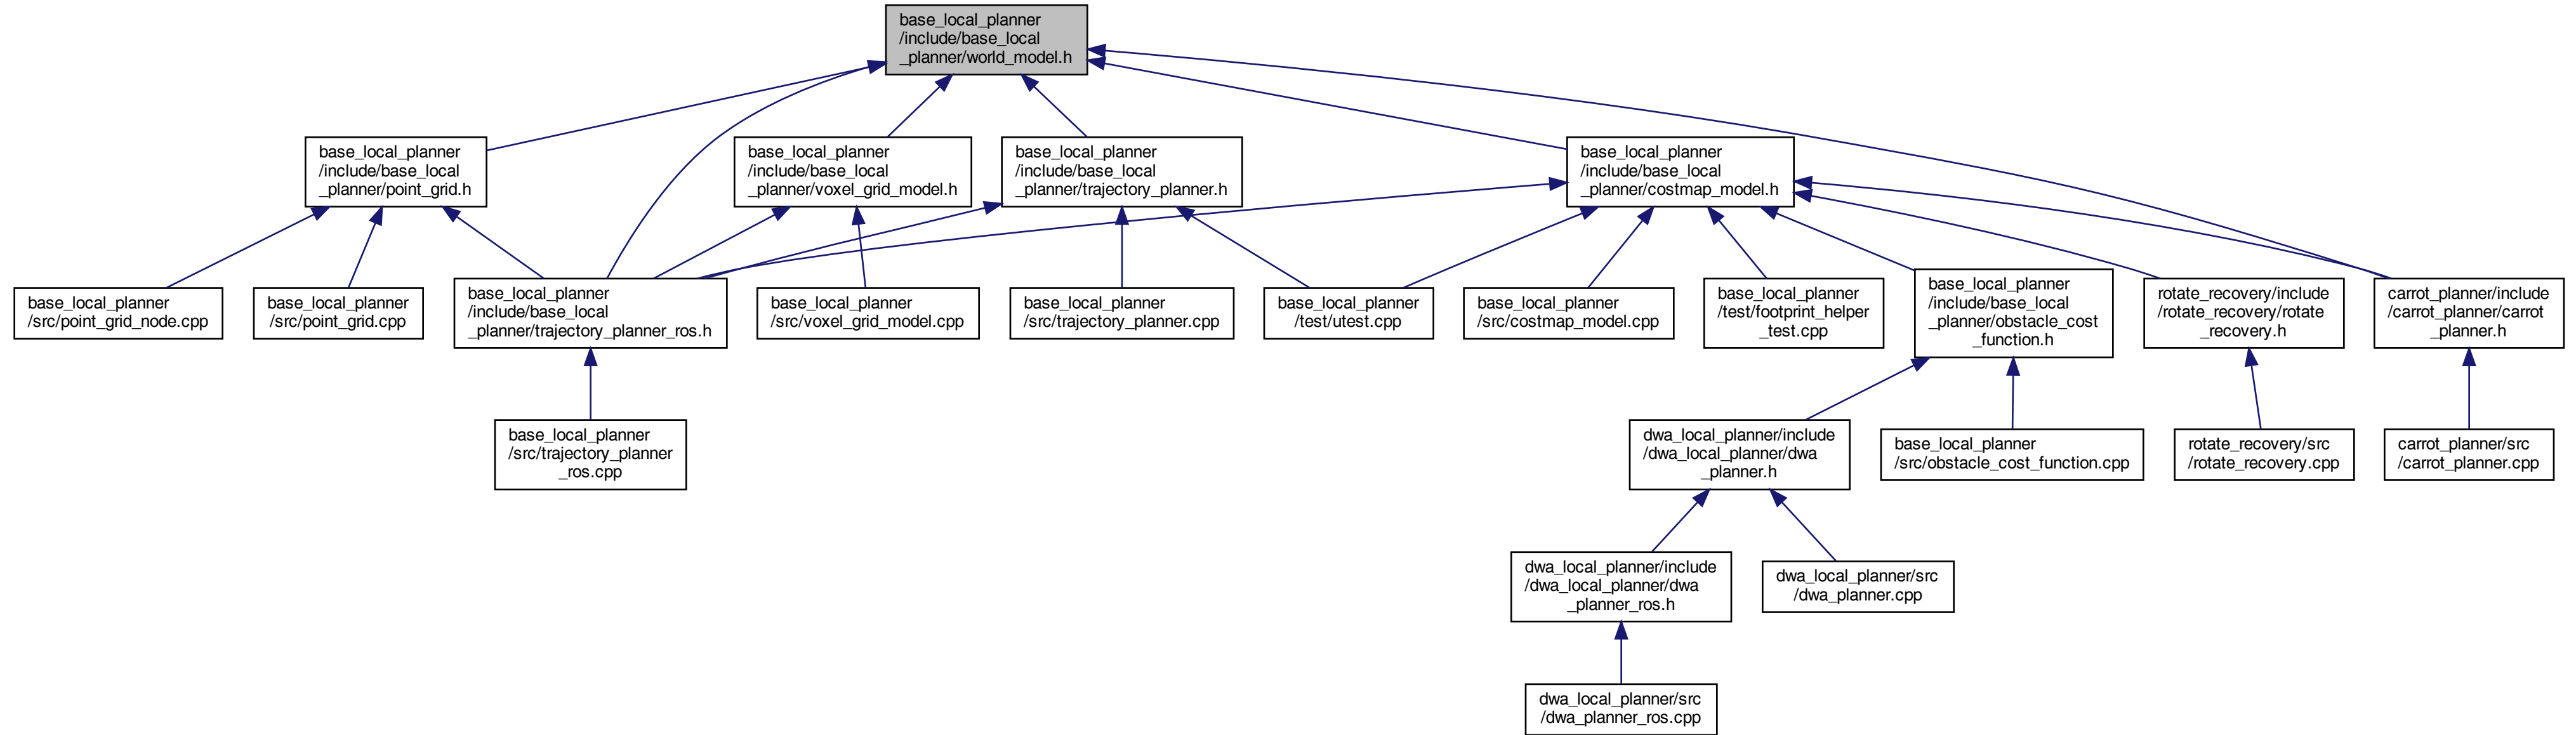 base_local_planner
/include/base_local
_planner/world_model.h
base_local_planner
/include/base_local
_planner/point_grid.h
base_local_planner
/include/base_local
_planner/voxel_grid_model.h
base_local_planner
/include/base_local
_planner/trajectory_planner.h
base_local_planner
/include/base_local
_planner/costmap_model.h
base_local_planner
/src/point_grid_node.cpp
base_local_planner
/src/point_grid.cpp
base_local_planner
/include/base_local
_planner/trajectory_planner_ros.h
base_local_planner
/src/voxel_grid_model.cpp
base_local_planner
/src/trajectory_planner.cpp
base_local_planner
/test/utest.cpp
base_local_planner
/src/costmap_model.cpp
base_local_planner
/test/footprint_helper
_test.cpp
base_local_planner
/include/base_local
_planner/obstacle_cost
_function.h
rotate_recovery/include
/rotate_recovery/rotate
_recovery.h
carrot_planner/include
/carrot_planner/carrot
_planner.h
base_local_planner
/src/trajectory_planner
_ros.cpp
dwa_local_planner/include
/dwa_local_planner/dwa
_planner.h
base_local_planner
/src/obstacle_cost_function.cpp
rotate_recovery/src
/rotate_recovery.cpp
carrot_planner/src
/carrot_planner.cpp
dwa_local_planner/include
/dwa_local_planner/dwa
_planner_ros.h
dwa_local_planner/src
/dwa_planner.cpp
dwa_local_planner/src
/dwa_planner_ros.cpp